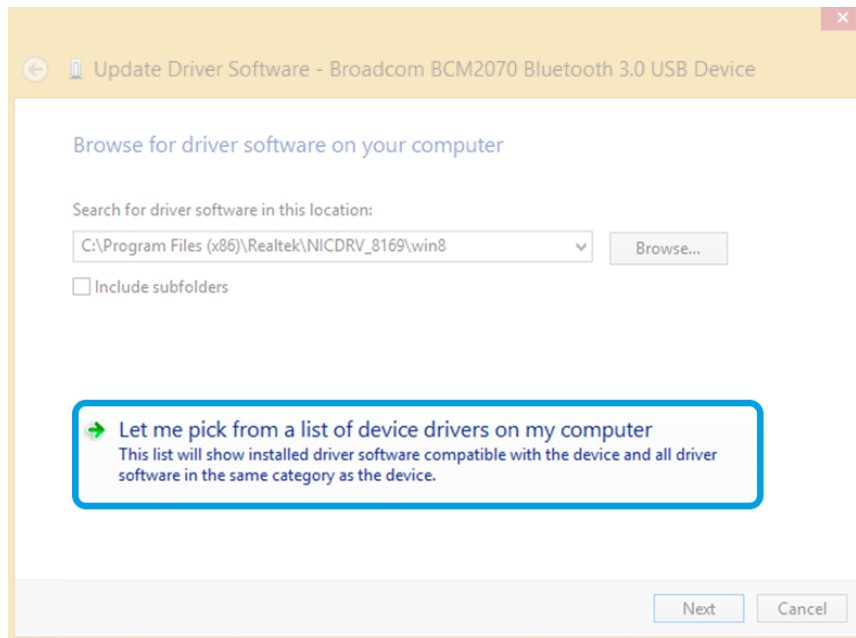 Update Driver Software - Broadcom BCM2070 Bluetooth 3.0 USB Device
Browse for driver software on your computer
Search for driver software in this location:
C:\Program Files (x86)\Realtek\NICDRV_8169\win8
Browse...
Include subfolders
Let me pick from a list of device drivers on my computer
This list will show installed driver software compatible with the device and all driver
software in the same category as the device.
Next
Cancel